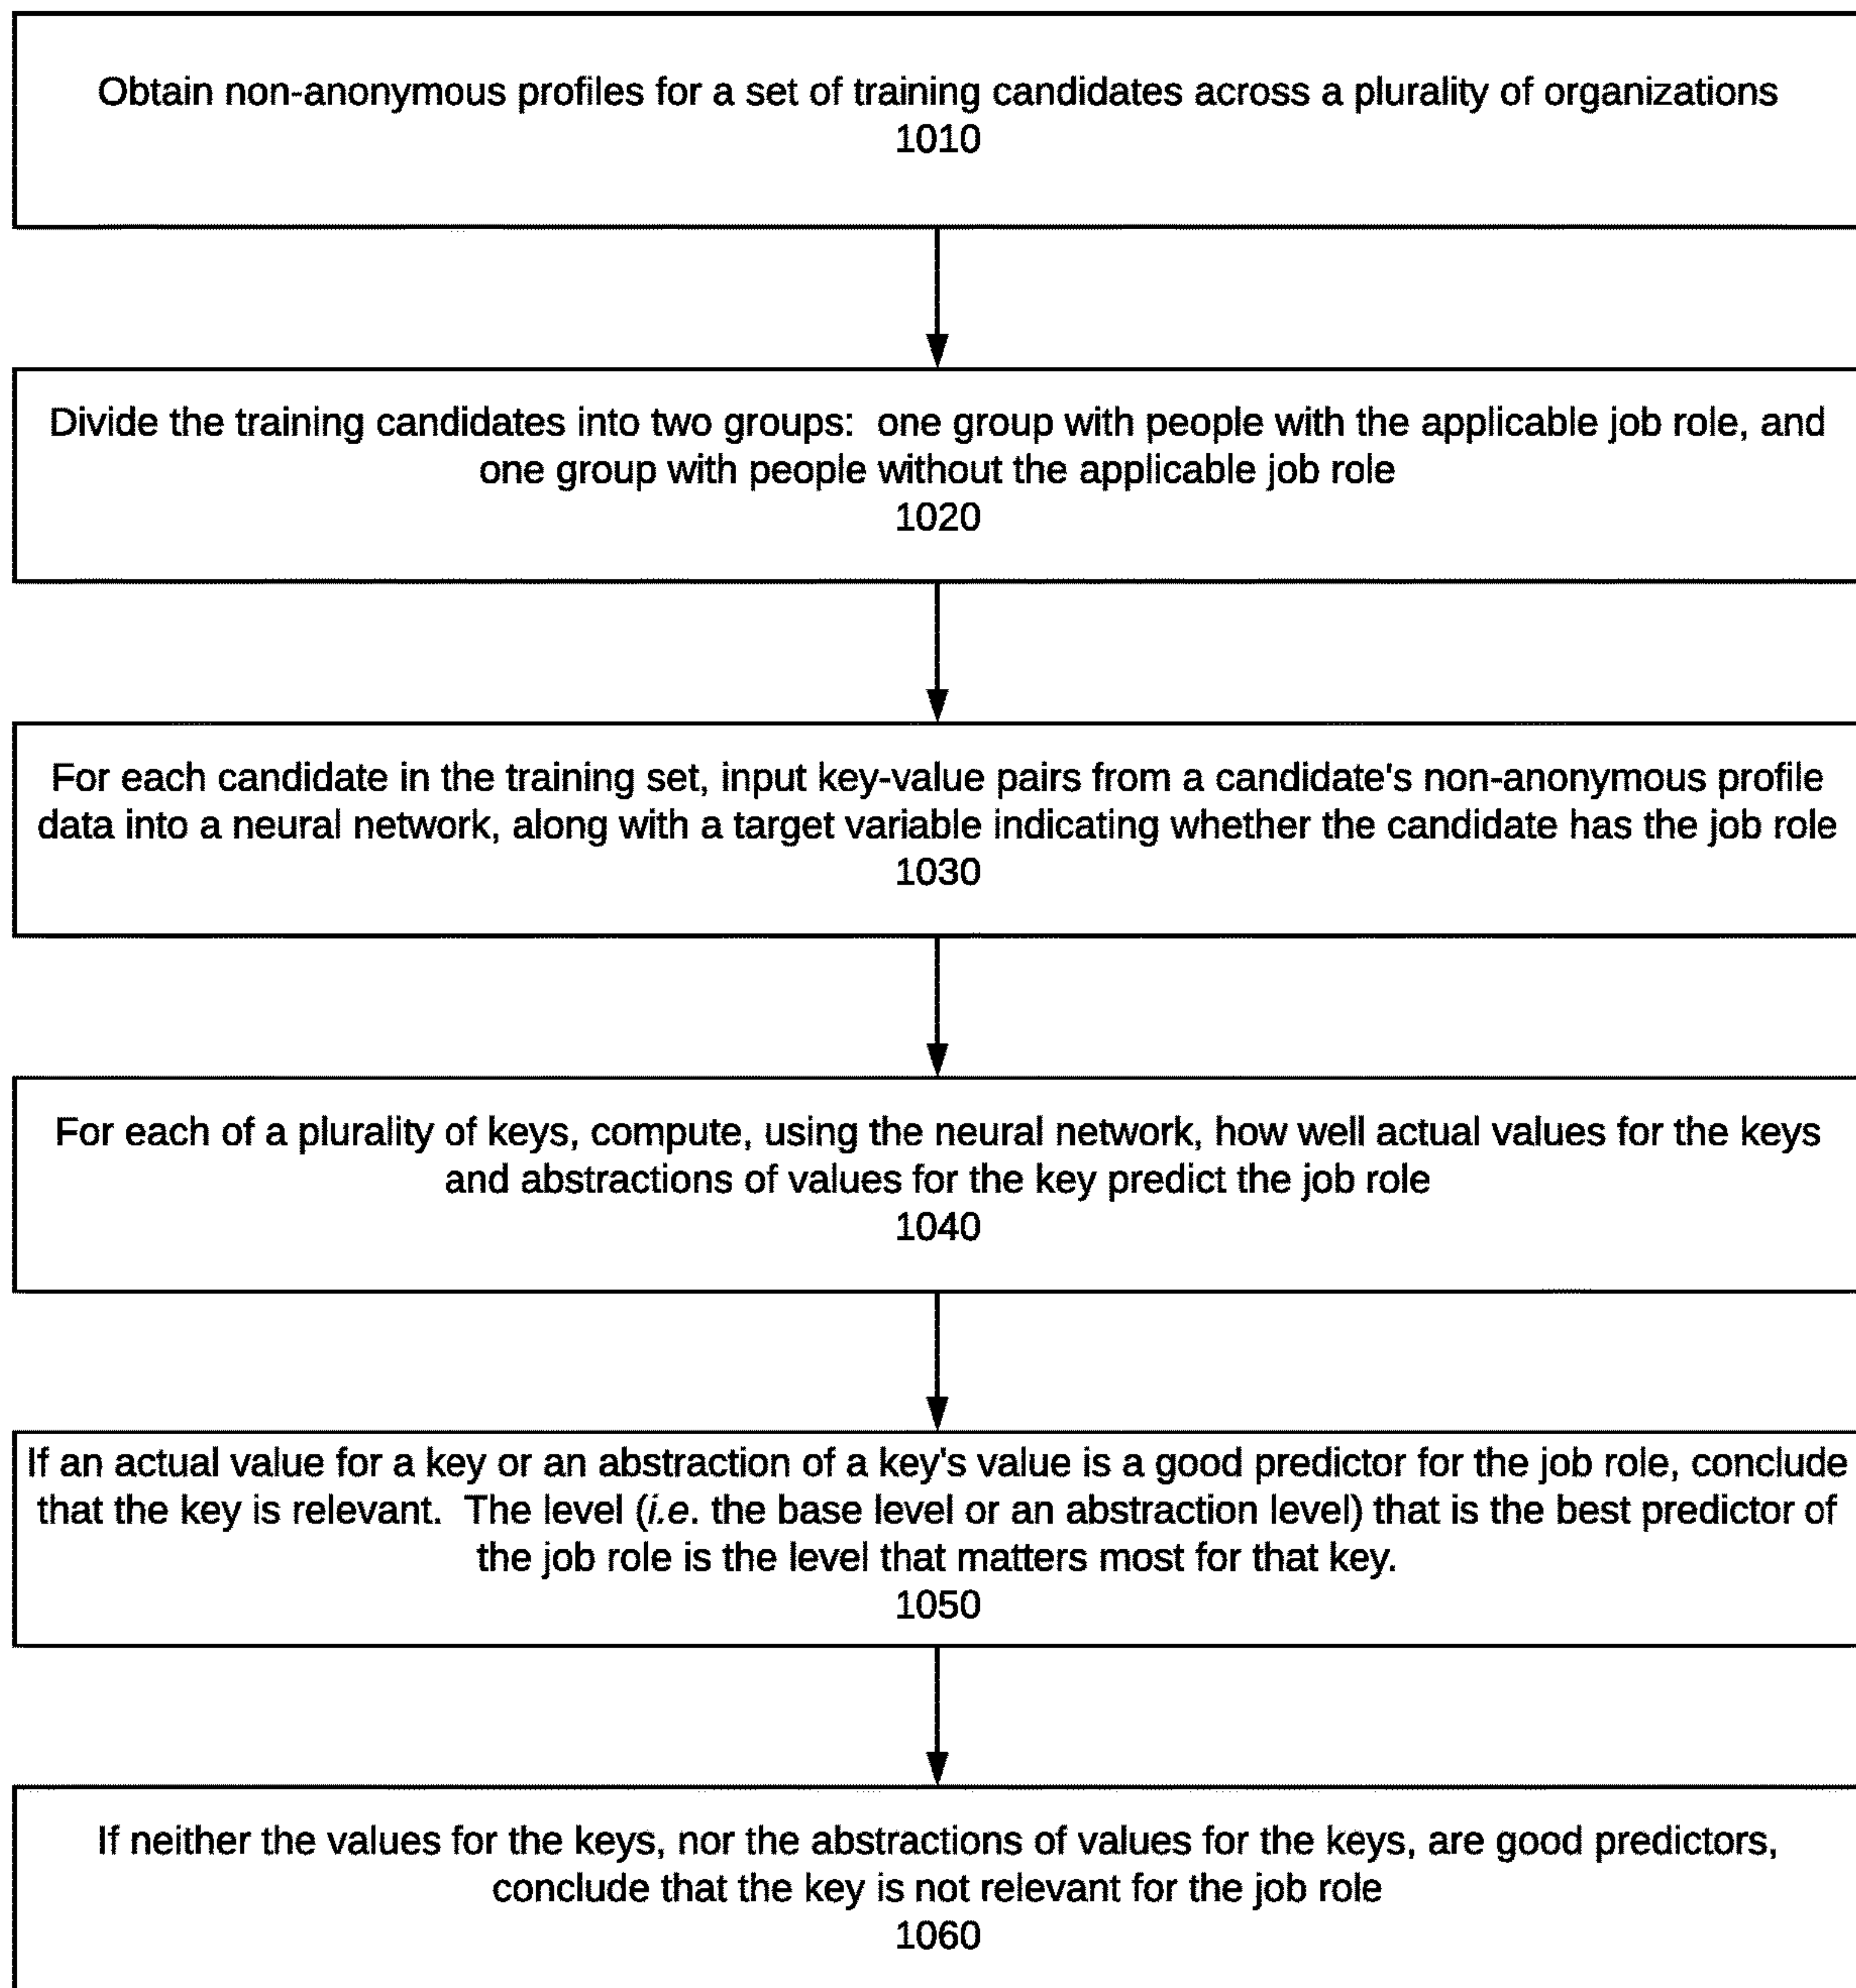 Obtain non-anonymous profiles for a set of training candidates across a plurality of organizations
1010
Divide the training candidates into two groups:  one group with people with the applicable job role, and
one group with people without the applicable job role
1020
For each candidate in the training set, input key-value pairs from a candidate's non-anonymous profile
data into a neural network, along with a target variable indicating whether the candidate has the job role
1030
For each of a plurality of keys, compute, using the neural network, how well actual values for the keys
and abstractions of values for the key predict the job role
1040
If an actual value for a key or an abstraction of a key's value is a good predictor for the job role, conclude
that the key is relevant.  The level (i.e. the base level or an abstraction level) that is the best predictor of
the job role is the level that matters most for that key.
1050
If neither the values for the keys, nor the abstractions of values for the keys, are good predictors,
conclude that the key is not relevant for the job role
1060